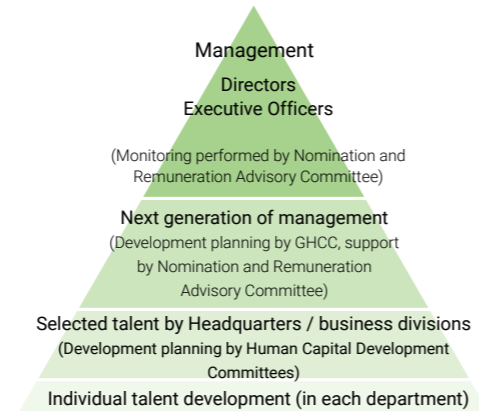 Management
Directors
Executive Officers
(Monitoring performed by Nomination and
Remuneration Advisory Committee)
Next generation of management
(Development planning by GHCC, support
by Nomination and Remuneration
Advisory Committee)
Selected talent by Headquarters / business divisions
(Development planning by Human Capital Development
Committees)
Individual talent development (in each department)